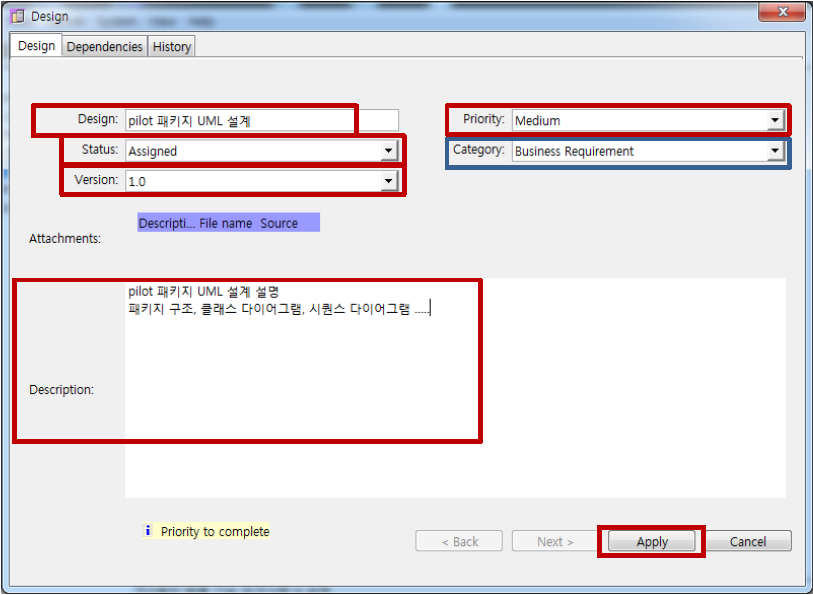 Design
Design Dependencies History
Design: pilot 패키지 UML 설계
Priority: Medium
Status: Assigned
Category: Business Requirement
Version: 1.0
Descripti... File name Source
Attachments:
pilot 패키지 UML 설계 설명
패키지 구조, 클래스 다이어그램, 시퀀스 다이어그램 .....
Description:
Priority to complete
< Back Next > Apply Cancel